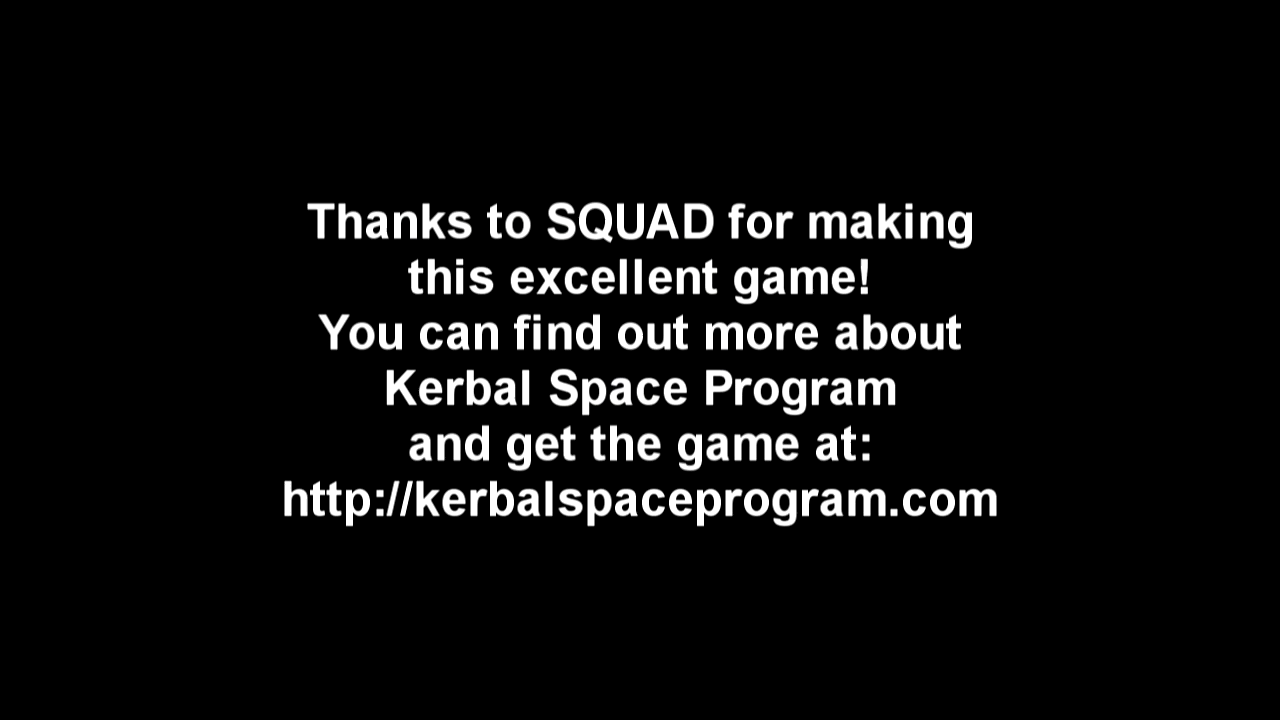 Thanks to SQUAD for making
this excellent game!
You can find out more about
Kerbal Space Program
and get the game at:
http://kerbalspaceprogram.com